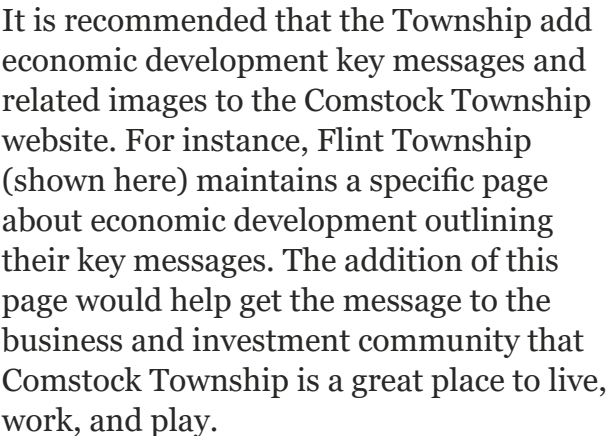 It is recommended that the Township add
economic development key messages and
related images to the Comstock Township
website. For instance, Flint Township
(shown here) maintains a specific page
about economic development outlining
their key messages. The addition of this
page would help get the message to the
business and investment community that
Comstock Township is a great place to live,
work, and play.